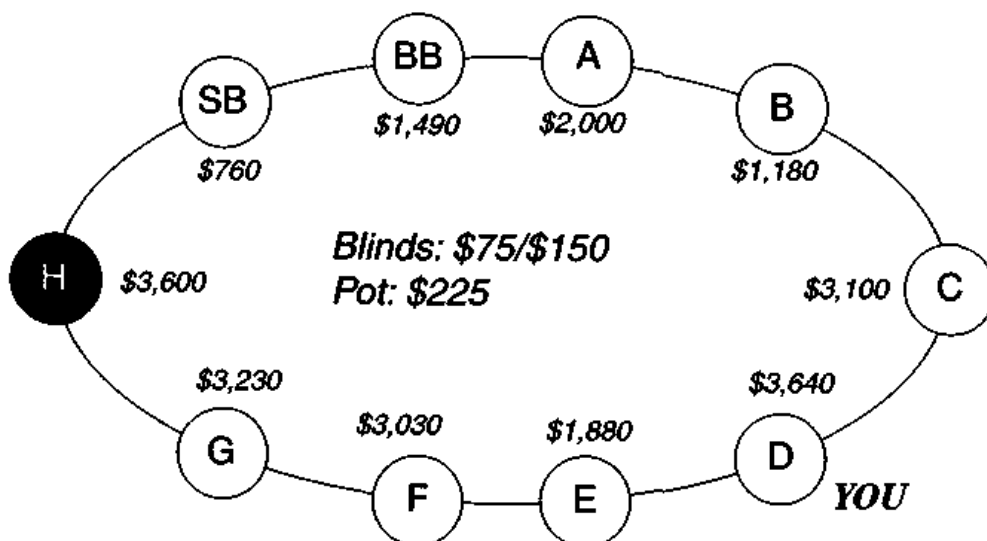 BB
A
SB
B
$1,490
$2,000
$760
$1,180
Blinds: $75/$150
H
$3,600
Pot: $225
$3,100
C
$3,230
$3,640
$3,030
$1,880
G
D
F
E
YOU